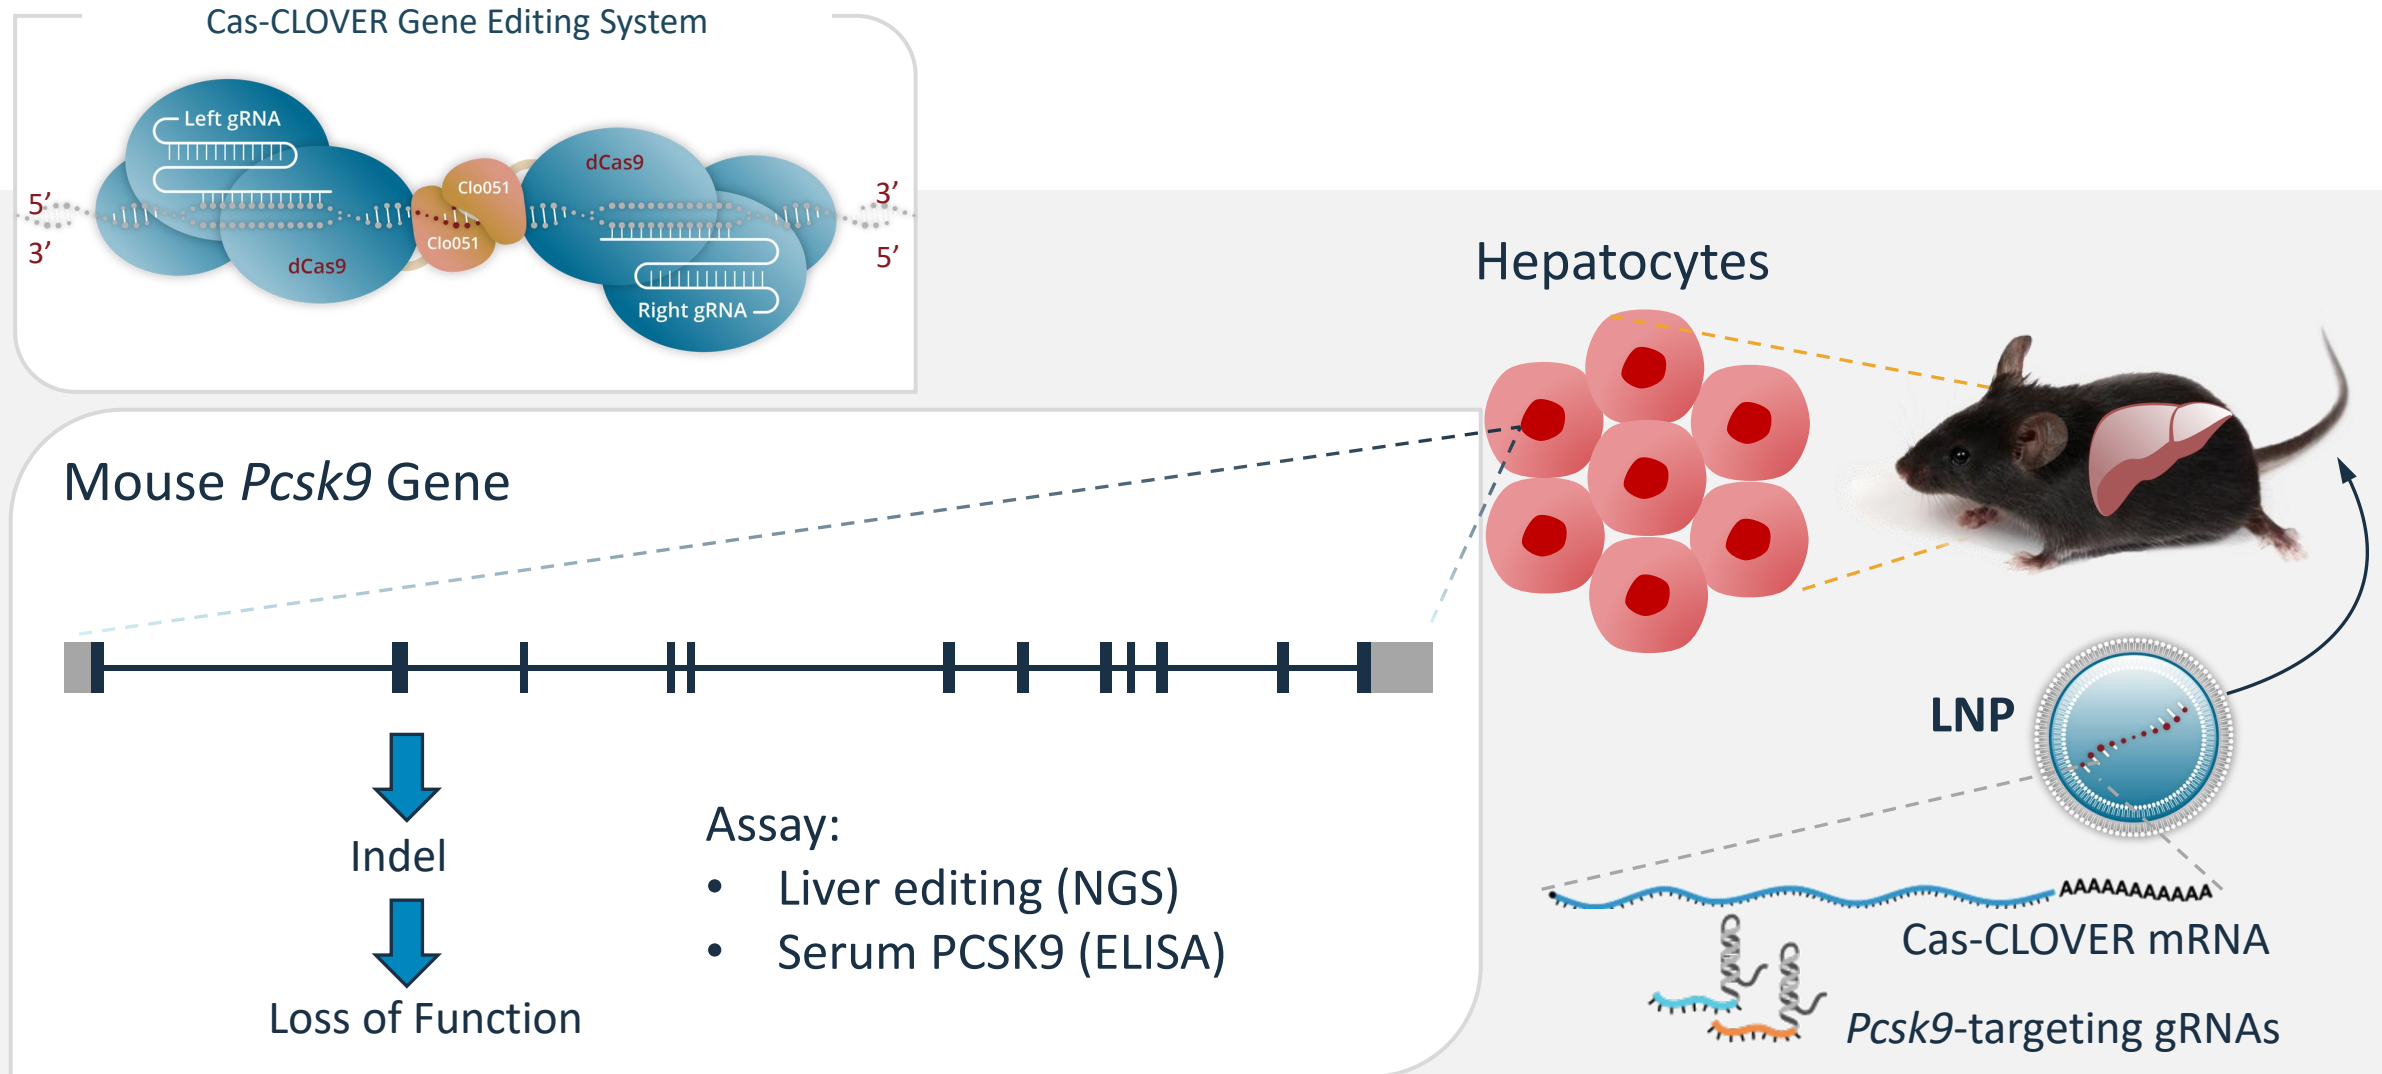 Cas-CLOVER Gene Editing System
Left gRNA
dCas9
Clo051
Clo051
dCas9
Right gRNA
5’
3’
3’
5’
Hepatocytes
Mouse Pcsk9 Gene
Indel
Loss of Function
Assay:
• Liver editing (NGS)
• Serum PCSK9 (ELISA)
LNP
AAAAAAAAAAA
Cas-CLOVER mRNA
Pcsk9-targeting gRNAs